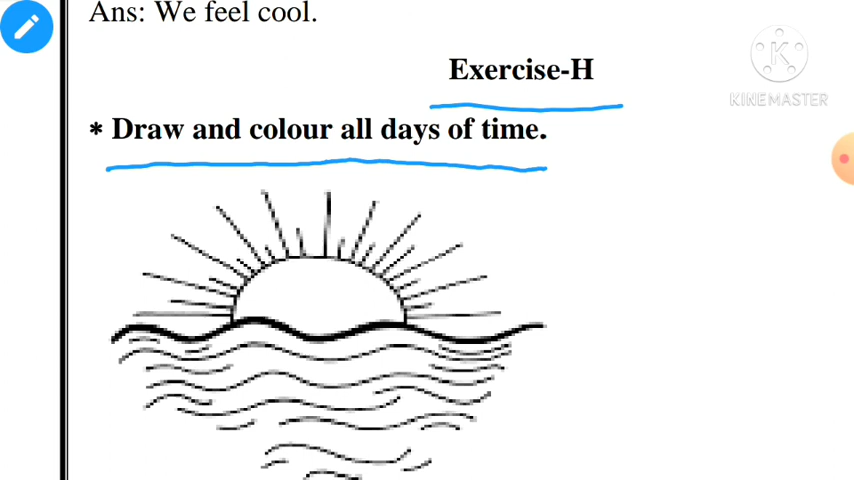 Ans: We feel cool.
Exercise-H
KINEMASTER
* Draw and colour all days of time.